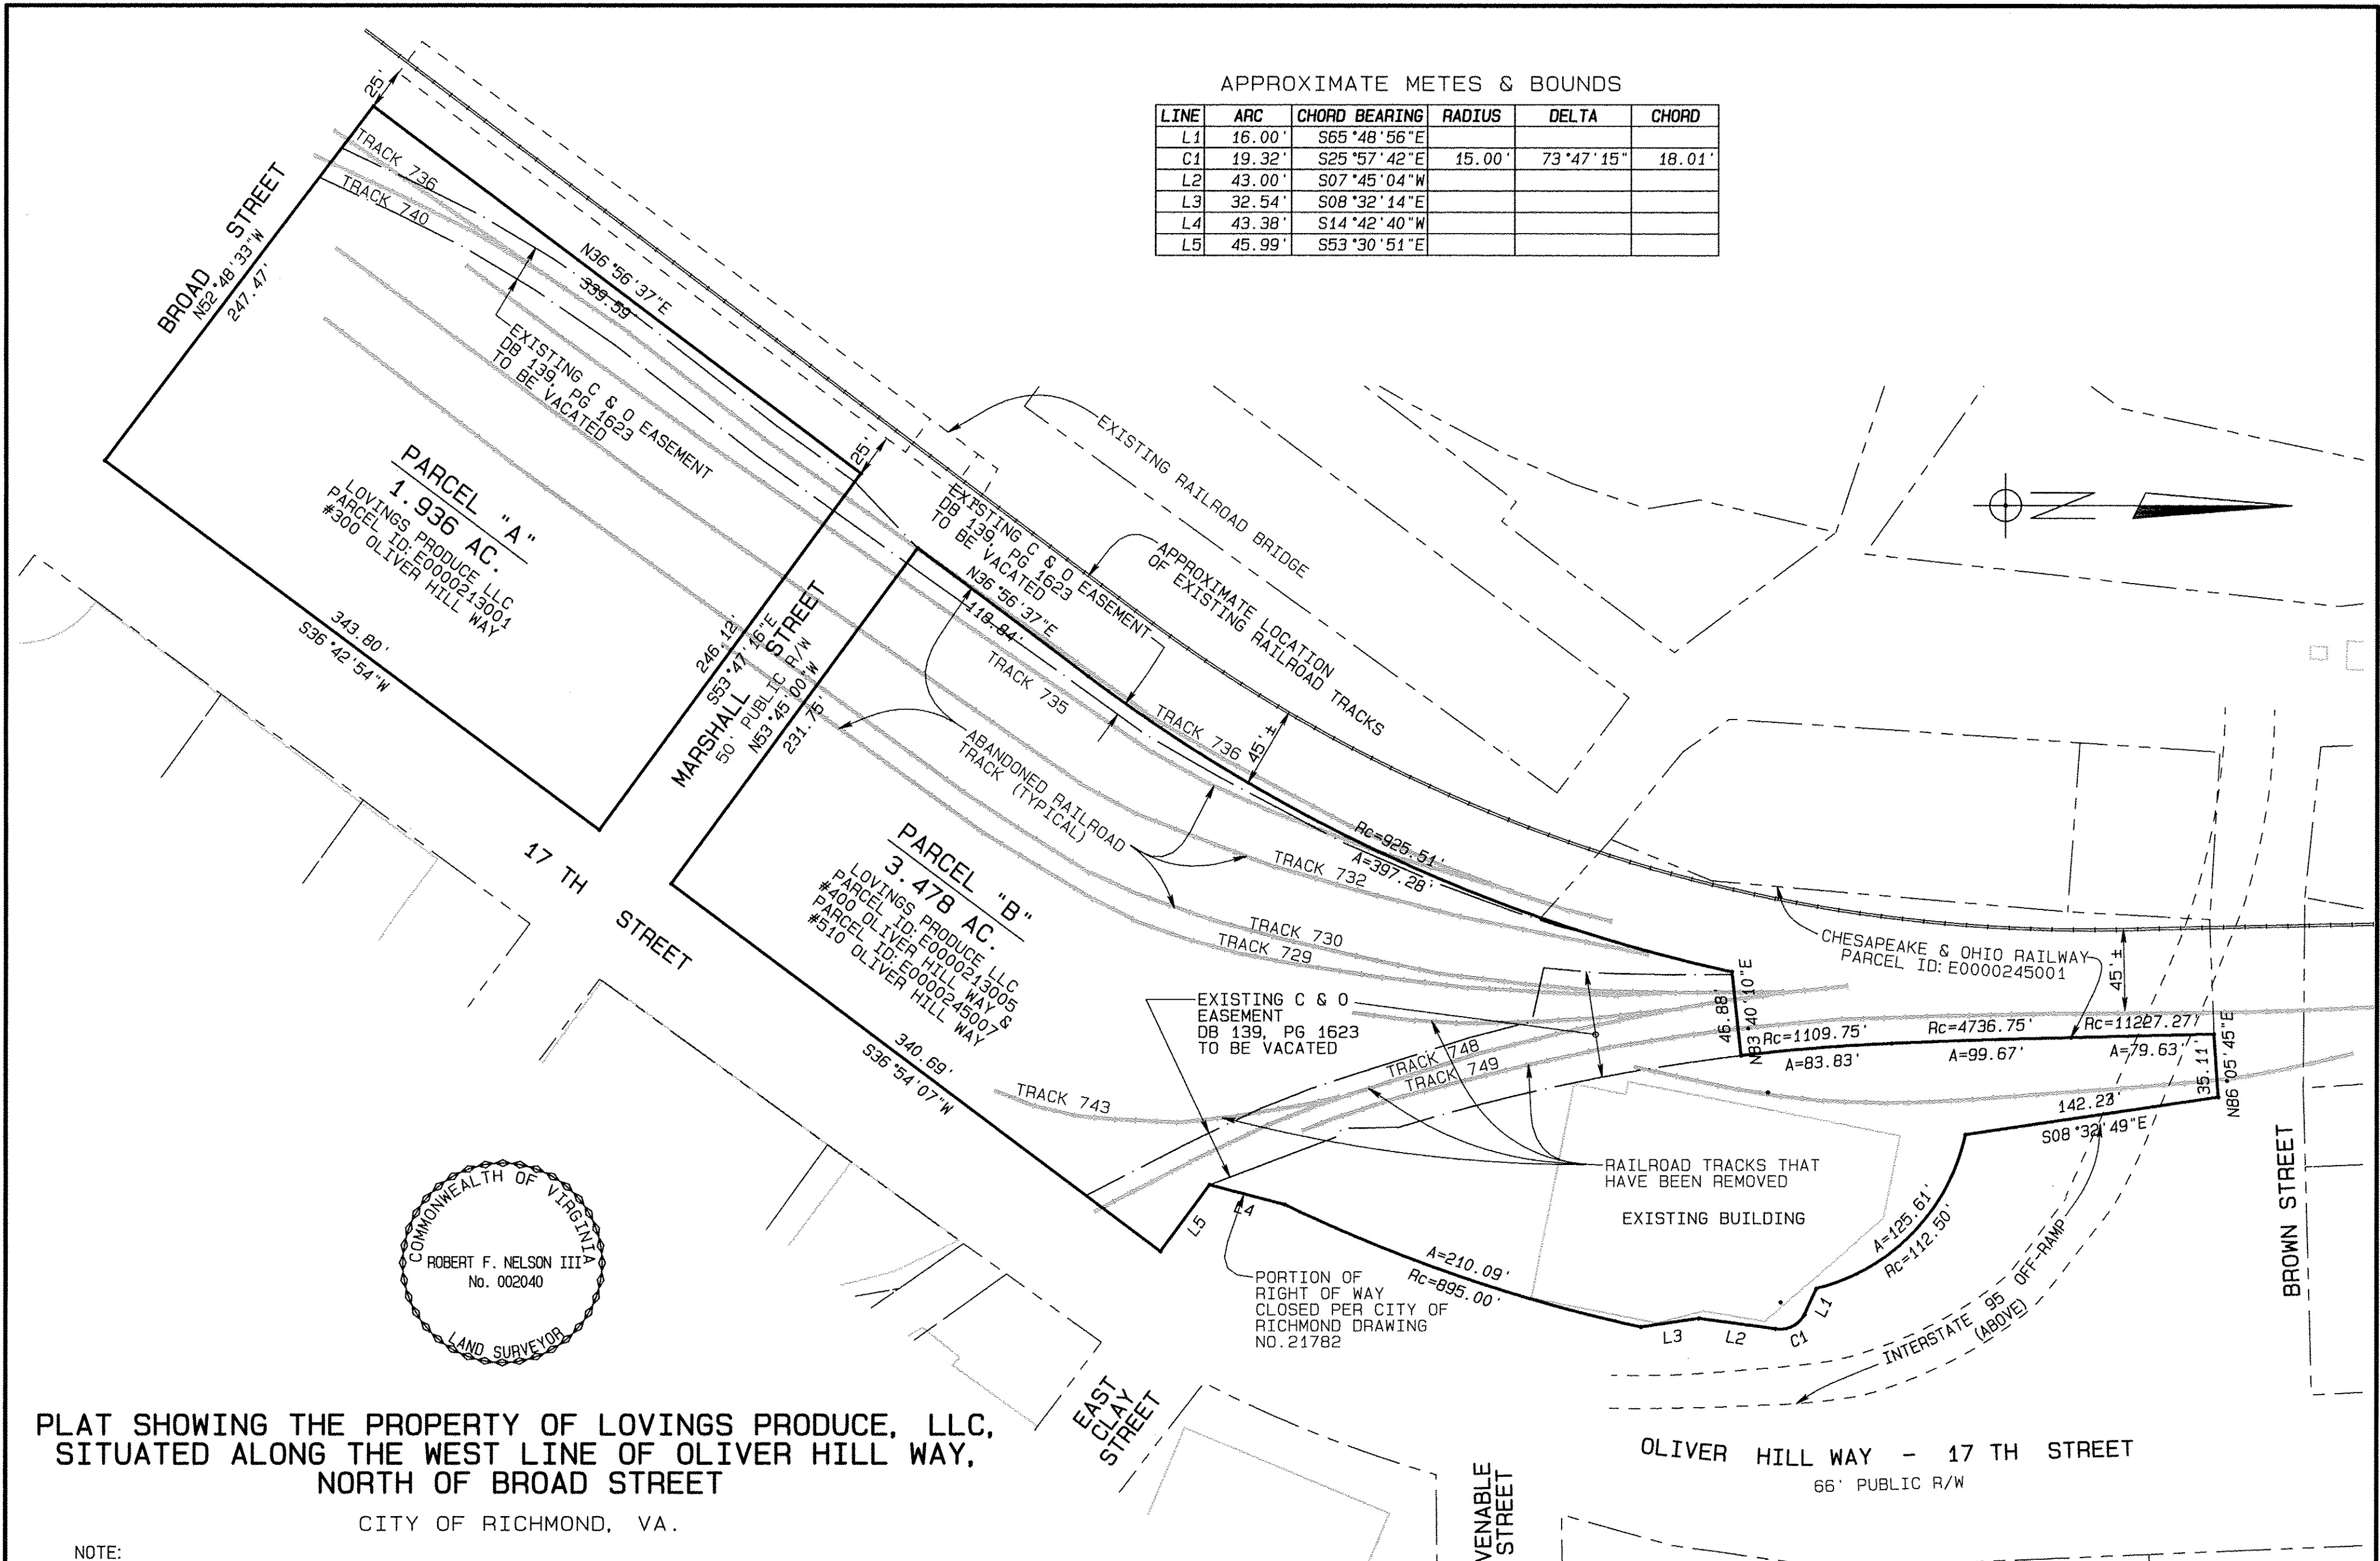 APPROXIMATE METES & BOUNDS
LINE ARC CHORD BEARING RADIUS DELTA CHORD
L1 16.00' S65°48'56"E
C1 19.32' S25°57'42"E 15.00' 73°47'15" 18.01'
L2 43.00' S07°45'04"W
L3 32.54' S08°32'14"E
L4 43.38' S14°42'40"W
L5 45.99' S53°30'51"E
25'
BROAD STREET
N52°48'33"W
247.47'
TRACK 736
TRACK 740
N36°56'37"E
339.59'
EXISTING C & O EASEMENT
DB 139, PG 1623
TO BE VACATED
PARCEL "A"
1.936 AC.
LOVINGS PRODUCE LLC
PARCEL ID: E0000213001
#300 OLIVER HILL WAY
343.80'
S36°42'54"W
25'
246.12'
S53°47'16"E
MARSHALL STREET
50' PUBLIC R/W
N53°45'00"W
231.75'
EXISTING C & O EASEMENT
DB 139, PG 1623
TO BE VACATED
N36°56'37"E
118.84'
EXISTING RAILROAD BRIDGE
APPROXIMATE LOCATION
OF EXISTING RAILROAD TRACKS
TRACK 735
TRACK 736
45'±
N
ABANDONED RAILROAD
TRACK (TYPICAL)
Rc=925.51'
A=397.28'
TRACK 732
TRACK 730
TRACK 729
17 TH STREET
PARCEL "B"
3.478 AC.
LOVINGS PRODUCE LLC
PARCEL ID: E0000213005
#400 OLIVER HILL WAY &
PARCEL ID: E0000245007
#510 OLIVER HILL WAY
340.69'
S36°54'07"W
CHESAPEAKE & OHIO RAILWAY
PARCEL ID: E0000245001
45'±
EXISTING C & O
EASEMENT
DB 139, PG 1623
TO BE VACATED
46.88'
N83°40'10"E
Rc=1109.75'
A=83.83'
Rc=4736.75'
A=99.67'
Rc=11227.27'
A=79.63'
35.11'
N86°05'45"E
TRACK 748
TRACK 749
TRACK 743
142.23'
S08°32'49"E
RAILROAD TRACKS THAT
HAVE BEEN REMOVED
EXISTING BUILDING
A=125.61'
Rc=112.50'
L5
L4
A=210.09'
Rc=895.00'
L3
L2
C1
L1
PORTION OF
RIGHT OF WAY
CLOSED PER CITY OF
RICHMOND DRAWING
NO.21782
INTERSTATE 95 OFF-RAMP
(ABOVE)
BROWN STREET
COMMONWEALTH OF VIRGINIA
ROBERT F. NELSON III
No. 002040
LAND SURVEYOR
EAST
CLAY
STREET
VENABLE
STREET
OLIVER HILL WAY - 17 TH STREET
66' PUBLIC R/W
PLAT SHOWING THE PROPERTY OF LOVINGS PRODUCE, LLC,
SITUATED ALONG THE WEST LINE OF OLIVER HILL WAY,
NORTH OF BROAD STREET
CITY OF RICHMOND, VA.
NOTE: